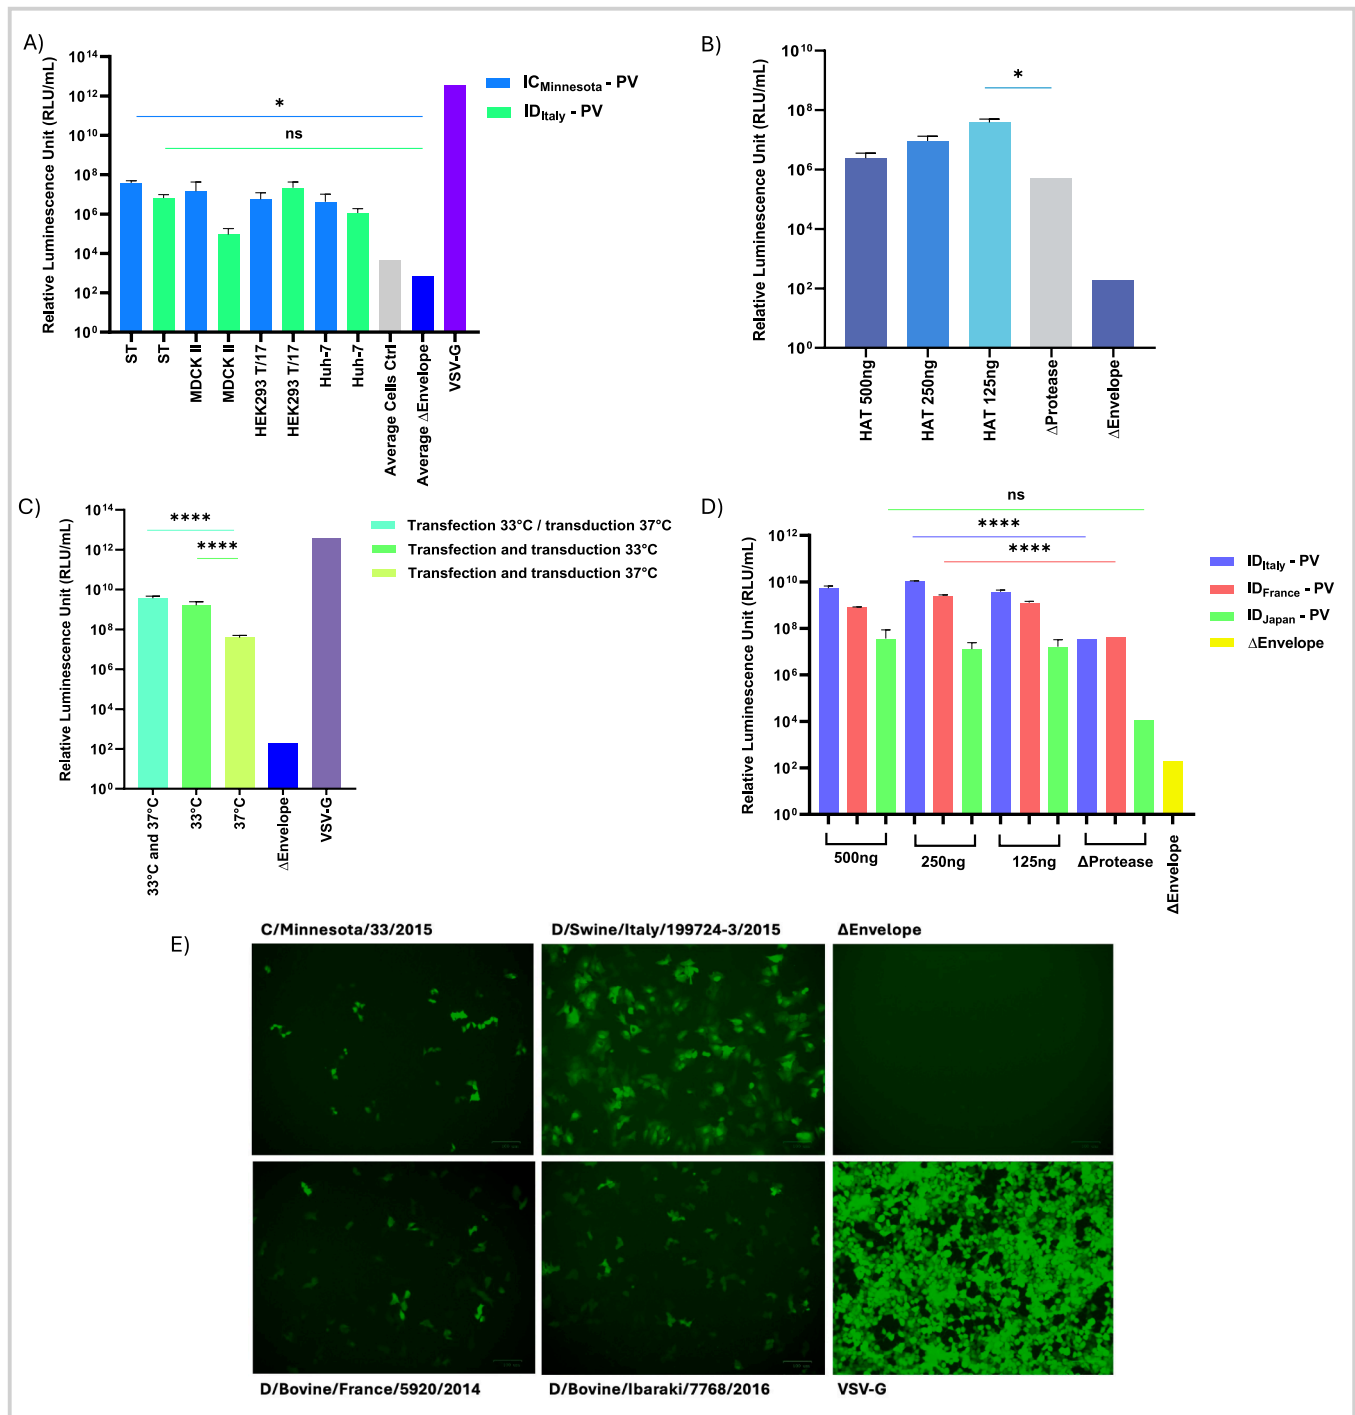 A)
Relative Luminescence Unit (RLU/mL)
10^14
10^12
10^10
10^8
10^6
10^4
10^2
10^0
*
ns
ST
ST
MDCK II
MDCK II
HEK293 T/17
HEK293 T/17
Huh-7
Huh-7
Average Cells Ctrl
Average ΔEnvelope
VSV-G
IC_Minnesota - PV
ID_Italy - PV
B)
Relative Luminescence Unit (RLU/mL)
10^10
10^8
10^6
10^4
10^2
10^0
*
HAT 500ng
HAT 250ng
HAT 125ng
ΔProtease
ΔEnvelope
C)
Relative Luminescence Unit (RLU/mL)
10^14
10^12
10^10
10^8
10^6
10^4
10^2
10^0
****
****
33°C and 37°C
33°C
37°C
ΔEnvelope
VSV-G
Transfection 33°C / transduction 37°C
Transfection and transduction 33°C
Transfection and transduction 37°C
D)
Relative Luminescence Unit (RLU/mL)
10^12
10^10
10^8
10^6
10^4
10^2
10^0
ns
****
****
500ng
250ng
125ng
ΔProtease
ΔEnvelope
ID_Italy - PV
ID_France - PV
ID_Japan - PV
ΔEnvelope
E)
C/Minnesota/33/2015
D/Swine/Italy/199724-3/2015
ΔEnvelope
D/Bovine/France/5920/2014
D/Bovine/Ibaraki/7768/2016
VSV-G